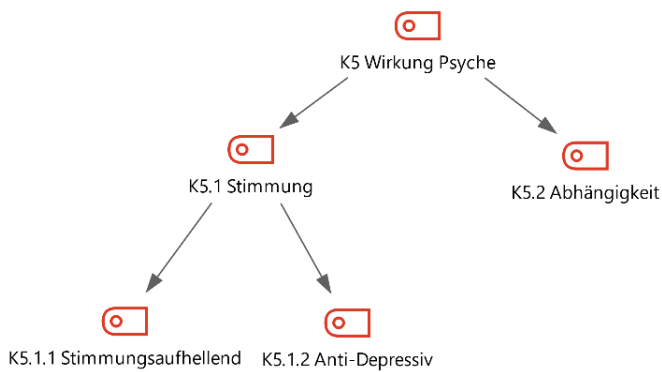 K5 Wirkung Psyche
K5.1 Stimmung
K5.2 Abhängigkeit
K5.1.1 Stimmungsaufhellend
K5.1.2 Anti-Depressiv